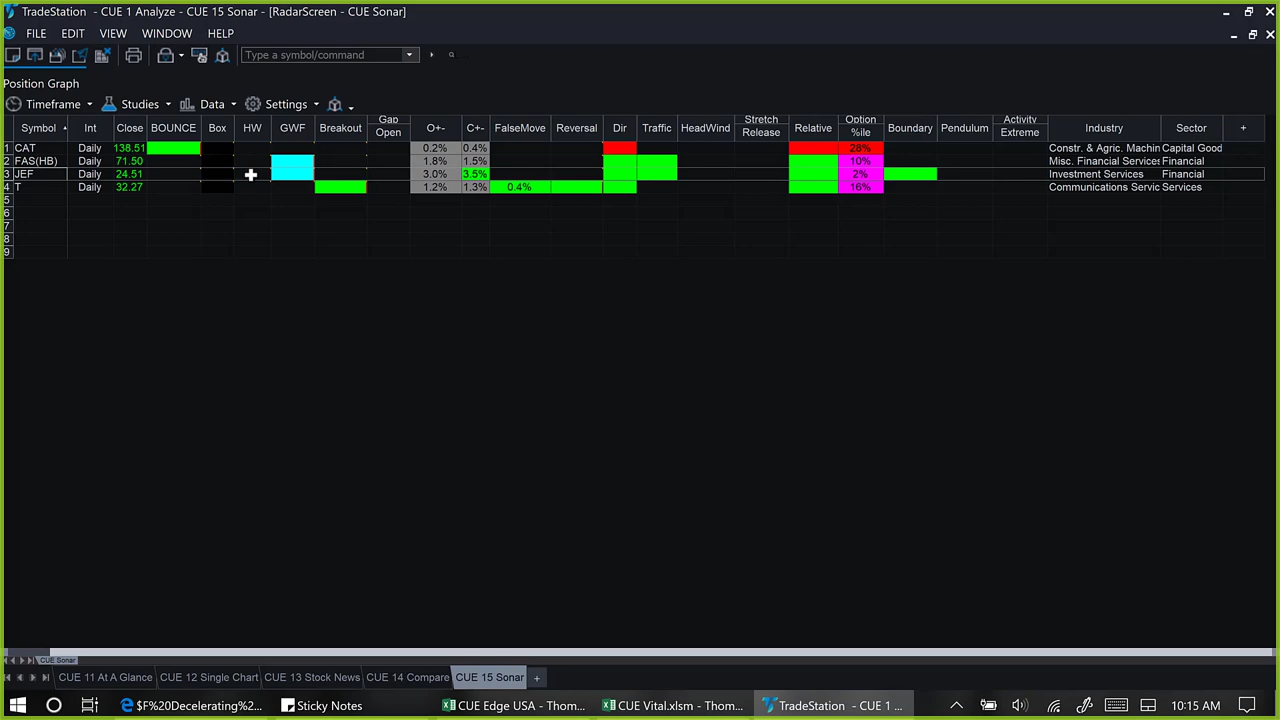 TradeStation - CUE 1 Analyze - CUE 15 Sonar - [RadarScreen - CUE Sonar]
FILE EDIT VIEW WINDOW HELP
Type a symbol/command
Position Graph
Timeframe Studies Data Settings
Symbol Int Close BOUNCE Box HW GWF Breakout Gap Open O+- C+- FalseMove Reversal Dir Traffic HeadWind Stretch Release Relative Option %ile Boundary Pendulum Activity Extreme Industry Sector +
1 CAT Daily 138.51 0.2% 0.4% 28% Constr. & Agric. Machin Capital Good
2 FAS(HB) Daily 71.50 1.8% 1.5% 10% Misc. Financial Services Financial
3 JEF Daily 24.51 3.0% 3.5% 2% Investment Services Financial
4 T Daily 32.27 1.2% 1.3% 0.4% 16% Communications Servic Services
5
6
7
8
9
CUE Sonar
CUE 11 At A Glance CUE 12 Single Chart CUE 13 Stock News CUE 14 Compare CUE 15 Sonar +
$F%20Decelerating%2... Sticky Notes CUE Edge USA - Thom... CUE Vital.xlsm - Thom... TradeStation - CUE 1 ... 10:15 AM